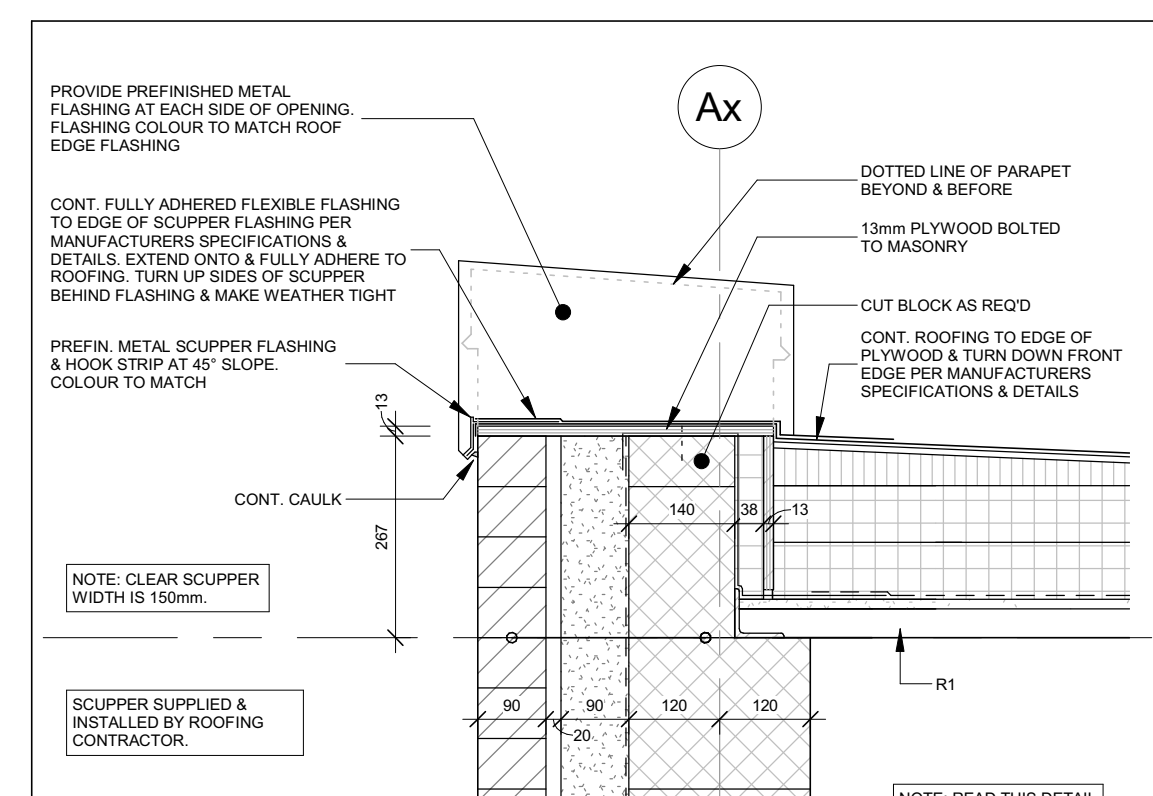 PROVIDE PREFINISHED METAL
FLASHING AT EACH SIDE OF OPENING.
FLASHING COLOUR TO MATCH ROOF
EDGE FLASHING
CONT. FULLY ADHERED FLEXIBLE FLASHING
TO EDGE OF SCUPPER FLASHING PER
MANUFACTURERS SPECIFICATIONS &
DETAILS. EXTEND ONTO & FULLY ADHERE TO
ROOFING. TURN UP SIDES OF SCUPPER
BEHIND FLASHING & MAKE WEATHER TIGHT
PREFIN. METAL SCUPPER FLASHING
& HOOK STRIP AT 45° SLOPE.
COLOUR TO MATCH
CONT. CAULK
NOTE: CLEAR SCUPPER
WIDTH IS 150mm.
SCUPPER SUPPLIED &
INSTALLED BY ROOFING
CONTRACTOR.
Ax
DOTTED LINE OF PARAPET
BEYOND & BEFORE
13mm PLYWOOD BOLTED
TO MASONRY
CUT BLOCK AS REQ'D
CONT. ROOFING TO EDGE OF
PLYWOOD & TURN DOWN FRONT
EDGE PER MANUFACTURERS
SPECIFICATIONS & DETAILS
13
267
140
38
13
90
20
90
120
120
R1
NOTE: READ THIS DETAIL